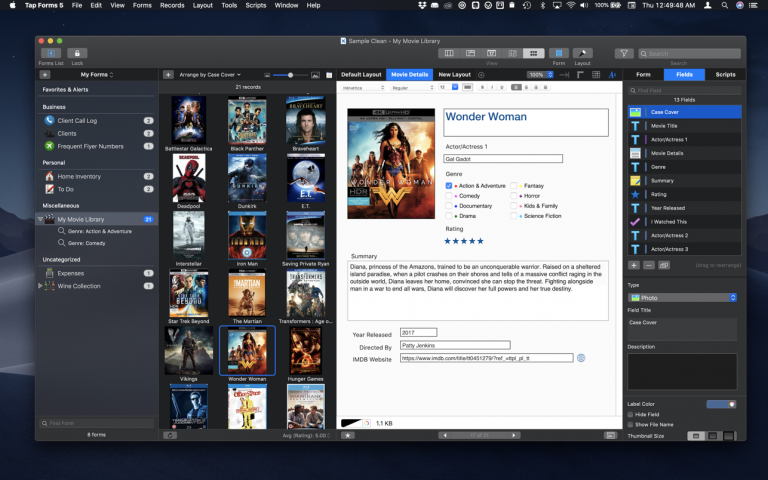 Tap Forms 5 File Edit View Forms Records Layout Tools Scripts Window Help 100% Thu 12:49:48 AM
Sample Clean - My Movie Library
Forms List Lock View Form Layout Search
Search
My Forms
Favorites & Alerts
Business
Client Call Log 2
Clients 2
Frequent Flyer Numbers 1
Personal
Home Inventory 1
To Do 2
Miscellaneous
My Movie Library 21
Genre: Action & Adventure
Genre: Comedy
Uncategorized
Expenses 1
Wine Collection 1
Find Form
8 forms
Arrange by Case Cover
21 records
Battlestar Galactica Black Panther Braveheart
Deadpool Dunkirk E.T.
Interstellar Iron Man Saving Private Ryan
Star Trek Beyond The Martian Transformers : Age o...
Vikings Wonder Woman Hunger Games
Avg (Rating): 5.00
Default Layout Movie Details New Layout 100%
Helvetica Regular 12 B I U
Wonder Woman
Actor/Actress 1
Gal Gadot
Genre
Action & Adventure Fantasy
Comedy Horror
Documentary Kids & Family
Drama Science Fiction
Rating
Summary
Diana, princess of the Amazons, trained to be an unconquerable warrior. Raised on a sheltered
island paradise, when a pilot crashes on their shores and tells of a massive conflict raging in the
outside world, Diana leaves her home, convinced she can stop the threat. Fighting alongside
man in a war to end all wars, Diana will discover her full powers and her true destiny.
Year Released 2017
Directed By Patty Jenkins
IMDB Website https://www.imdb.com/title/tt0451279/?ref_=ttpl_pl_tt
1.1 KB
Form Fields Scripts
Find Field
13 Fields
Case Cover
Movie Title
Actor/Actress 1
Movie Details
Genre
Summary
Rating
Year Released
I Watched This
Actor/Actress 2
Actor/Actress 3
(Drag to rearrange)
Type
Photo
Field Title
Case Cover
Description
Label Color
Hide Field
Show File Name
Thumbnail Size